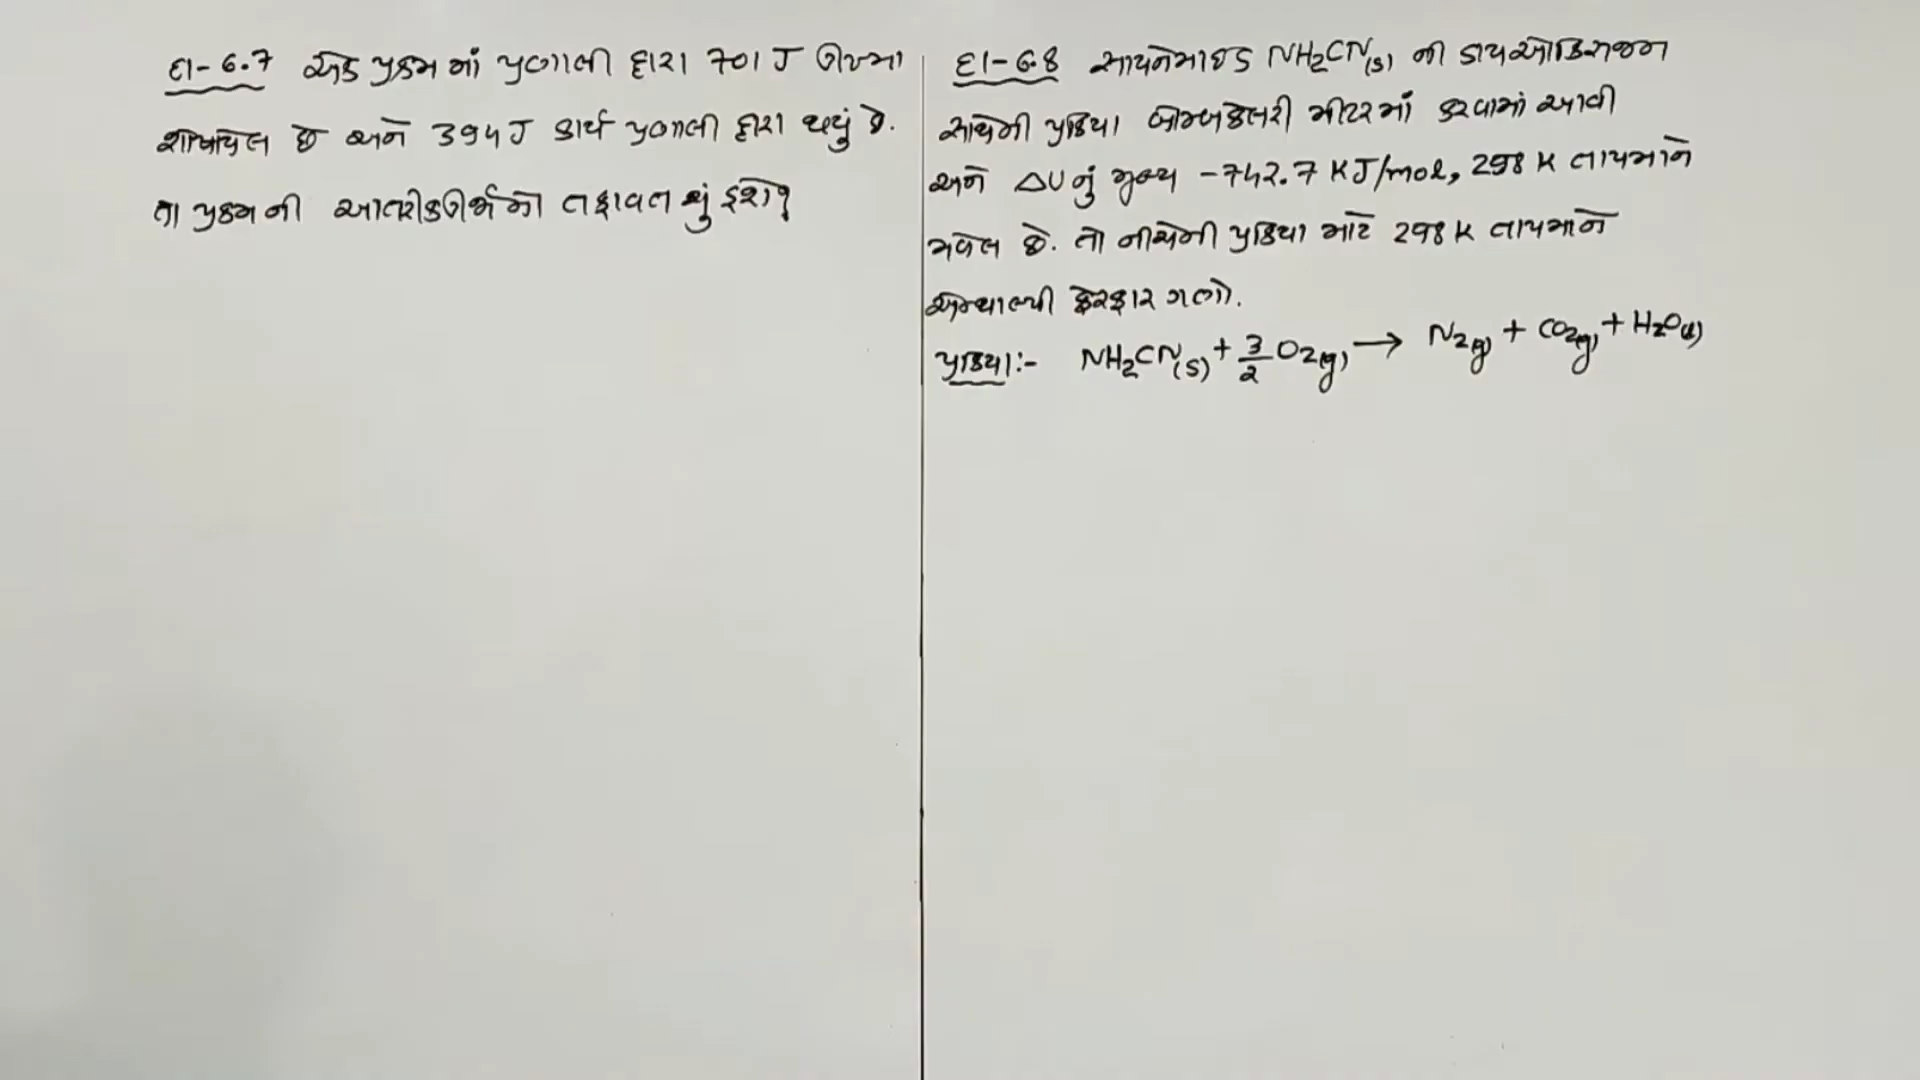 દા-6.7 એક પ્રક્રમ માં પ્રણાલી દ્વારા 701 J ઊષ્મા
શોષાયેલ છે અને 394 J કાર્ય પ્રણાલી દ્વારા થયું છે.
તો પ્રક્રમ ની આંતરીકઊર્જામાં તફાવત શું હશે?
દા-6.8 સાયનેમાઇડ NH₂CN(s) ની ડાયઓક્સિજન
સાથેની પ્રક્રિયા બોમ્બકેલરી મીટરમાં કરવામાં આવી
અને ΔU નું મૂલ્ય -742.7 KJ/mol, 298 K તાપમાને
મળેલ છે. તો નીચેની પ્રક્રિયા માટે 298 K તાપમાને
એન્થાલ્પી ફેરફાર ગણો.
પ્રક્રિયા:- NH₂CN(s) + 3/2 O₂(g) → N₂(g) + CO₂(g) + H₂O(l)